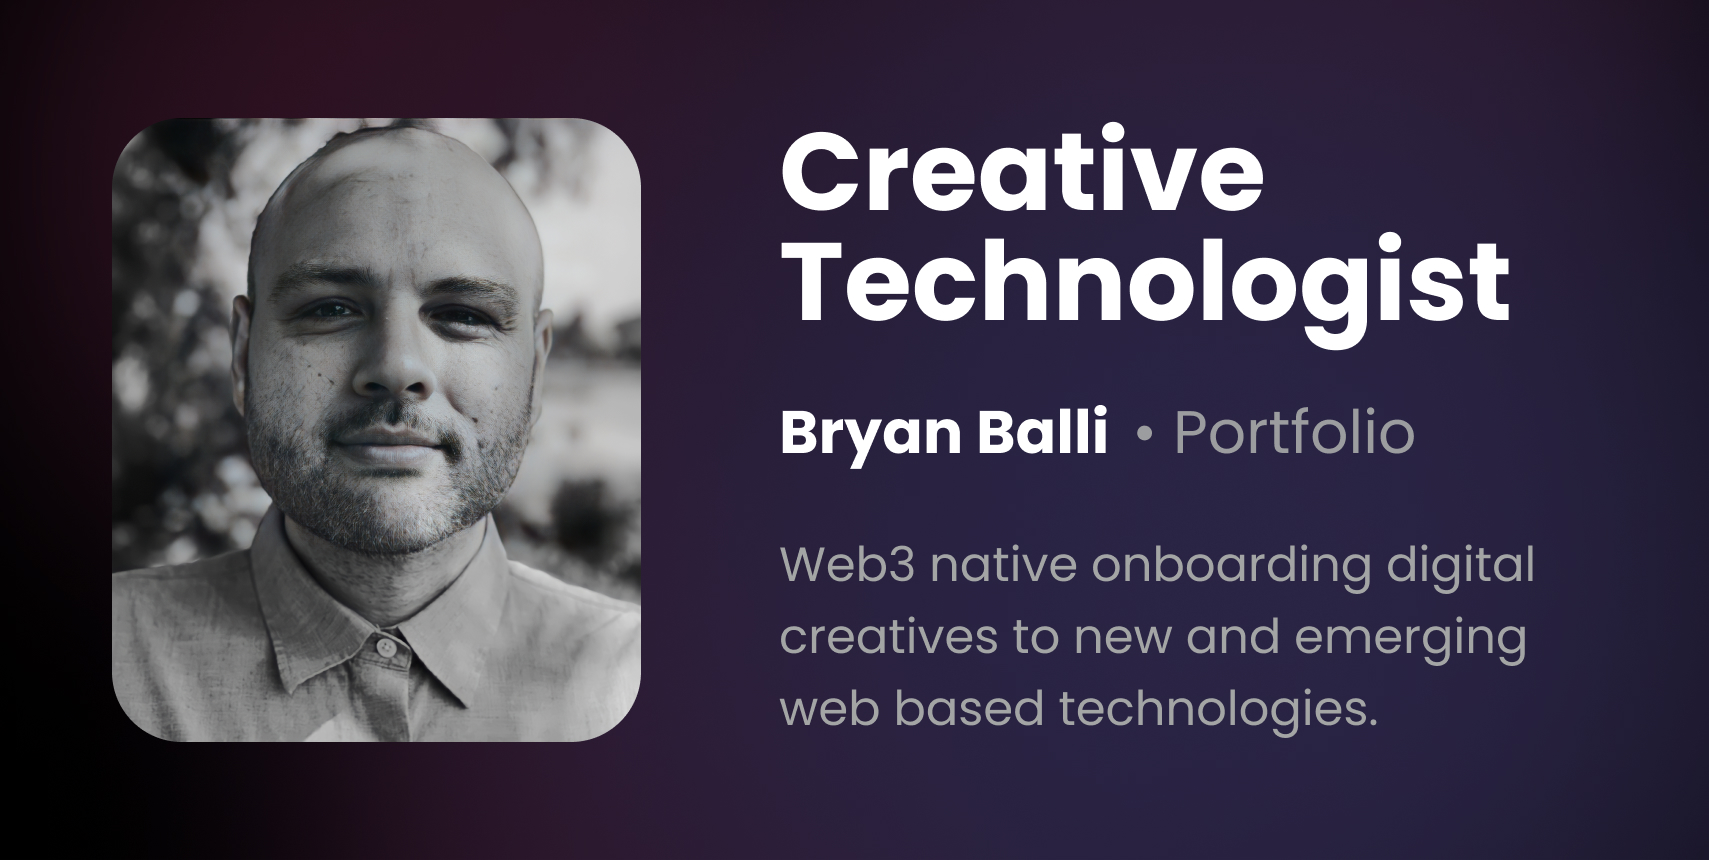 Creative
Technologist
Bryan Balli • Portfolio
Web3 native onboarding digital
creatives to new and emerging
web based technologies.